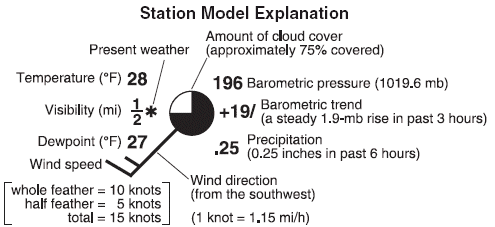 Station Model Explanation
Amount of cloud cover
(approximately 75% covered)
Present weather
Temperature (°F) 28
196 Barometric pressure (1019.6 mb)
Visibility (mi) 1/2 *
+19/ Barometric trend
(a steady 1.9-mb rise in past 3 hours)
Dewpoint (°F) 27
.25 Precipitation
(0.25 inches in past 6 hours)
Wind speed
whole feather = 10 knots
half feather = 5 knots
total = 15 knots
Wind direction
(from the southwest)
(1 knot = 1.15 mi/h)